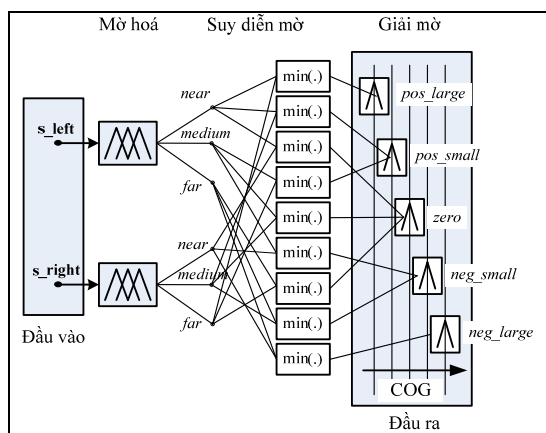 Mờ hoá
Suy diễn mờ
Giải mờ
s_left
s_right
Đầu vào
near
medium
far
near
medium
far
min(.)
min(.)
min(.)
min(.)
min(.)
min(.)
min(.)
min(.)
min(.)
pos_large
pos_small
zero
neg_small
neg_large
COG
Đầu ra